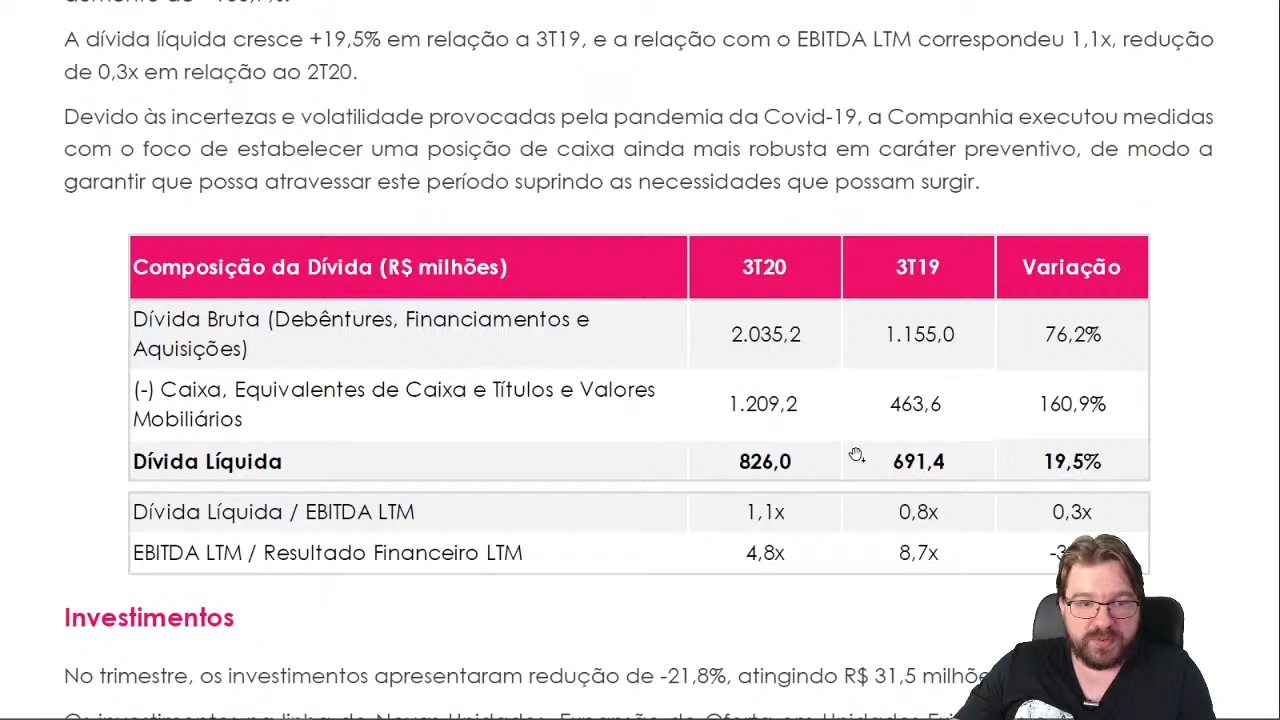 A dívida líquida cresce +19,5% em relação a 3T19, e a relação com o EBITDA LTM correspondeu 1,1x, redução
de 0,3x em relação ao 2T20.
Devido às incertezas e volatilidade provocadas pela pandemia da Covid-19, a Companhia executou medidas
com o foco de estabelecer uma posição de caixa ainda mais robusta em caráter preventivo, de modo a
garantir que possa atravessar este período suprindo as necessidades que possam surgir.
Composição da Dívida (R$ milhões) 3T20 3T19 Variação
Dívida Bruta (Debêntures, Financiamentos e
Aquisições) 2.035,2 1.155,0 76,2%
(-) Caixa, Equivalentes de Caixa e Títulos e Valores
Mobiliários 1.209,2 463,6 160,9%
Dívida Líquida 826,0 691,4 19,5%
Dívida Líquida / EBITDA LTM 1,1x 0,8x 0,3x
EBITDA LTM / Resultado Financeiro LTM 4,8x 8,7x
Investimentos
No trimestre, os investimentos apresentaram redução de -21,8%, atingindo R$ 31,5